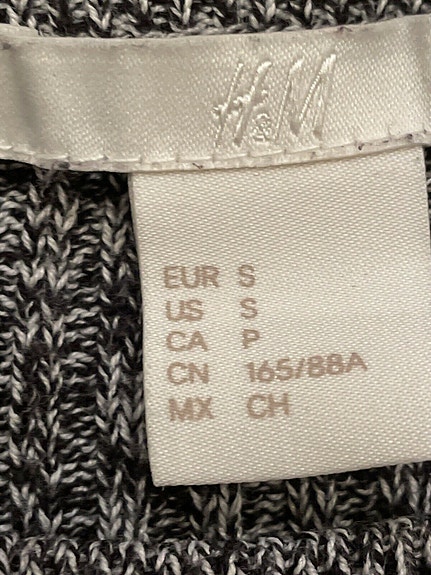 H&M
EUR S
US S
CA P
CN 165/88A
MX CH